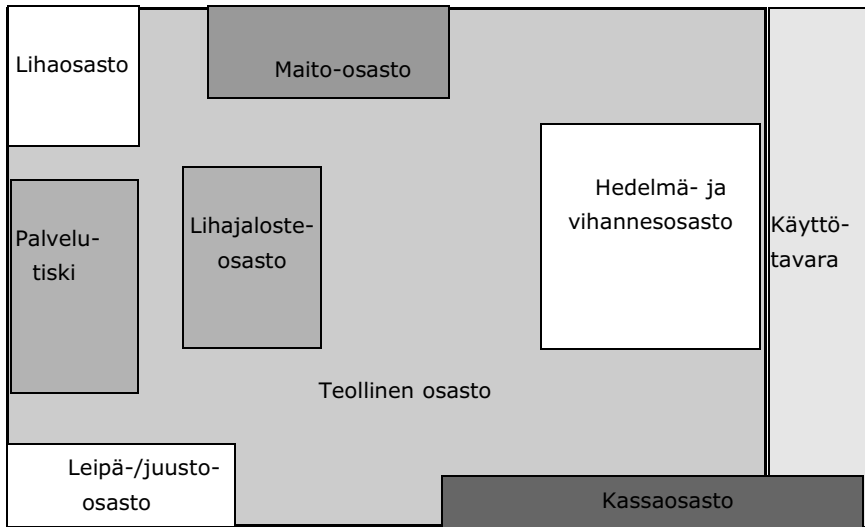 Lihaosasto
Maito-osasto
Palvelu-
tiski
Lihajaloste-
osasto
Hedelmä- ja
vihannesosasto
Käyttö-
tavara
Teollinen osasto
Leipä-/juusto-
osasto
Kassaosasto